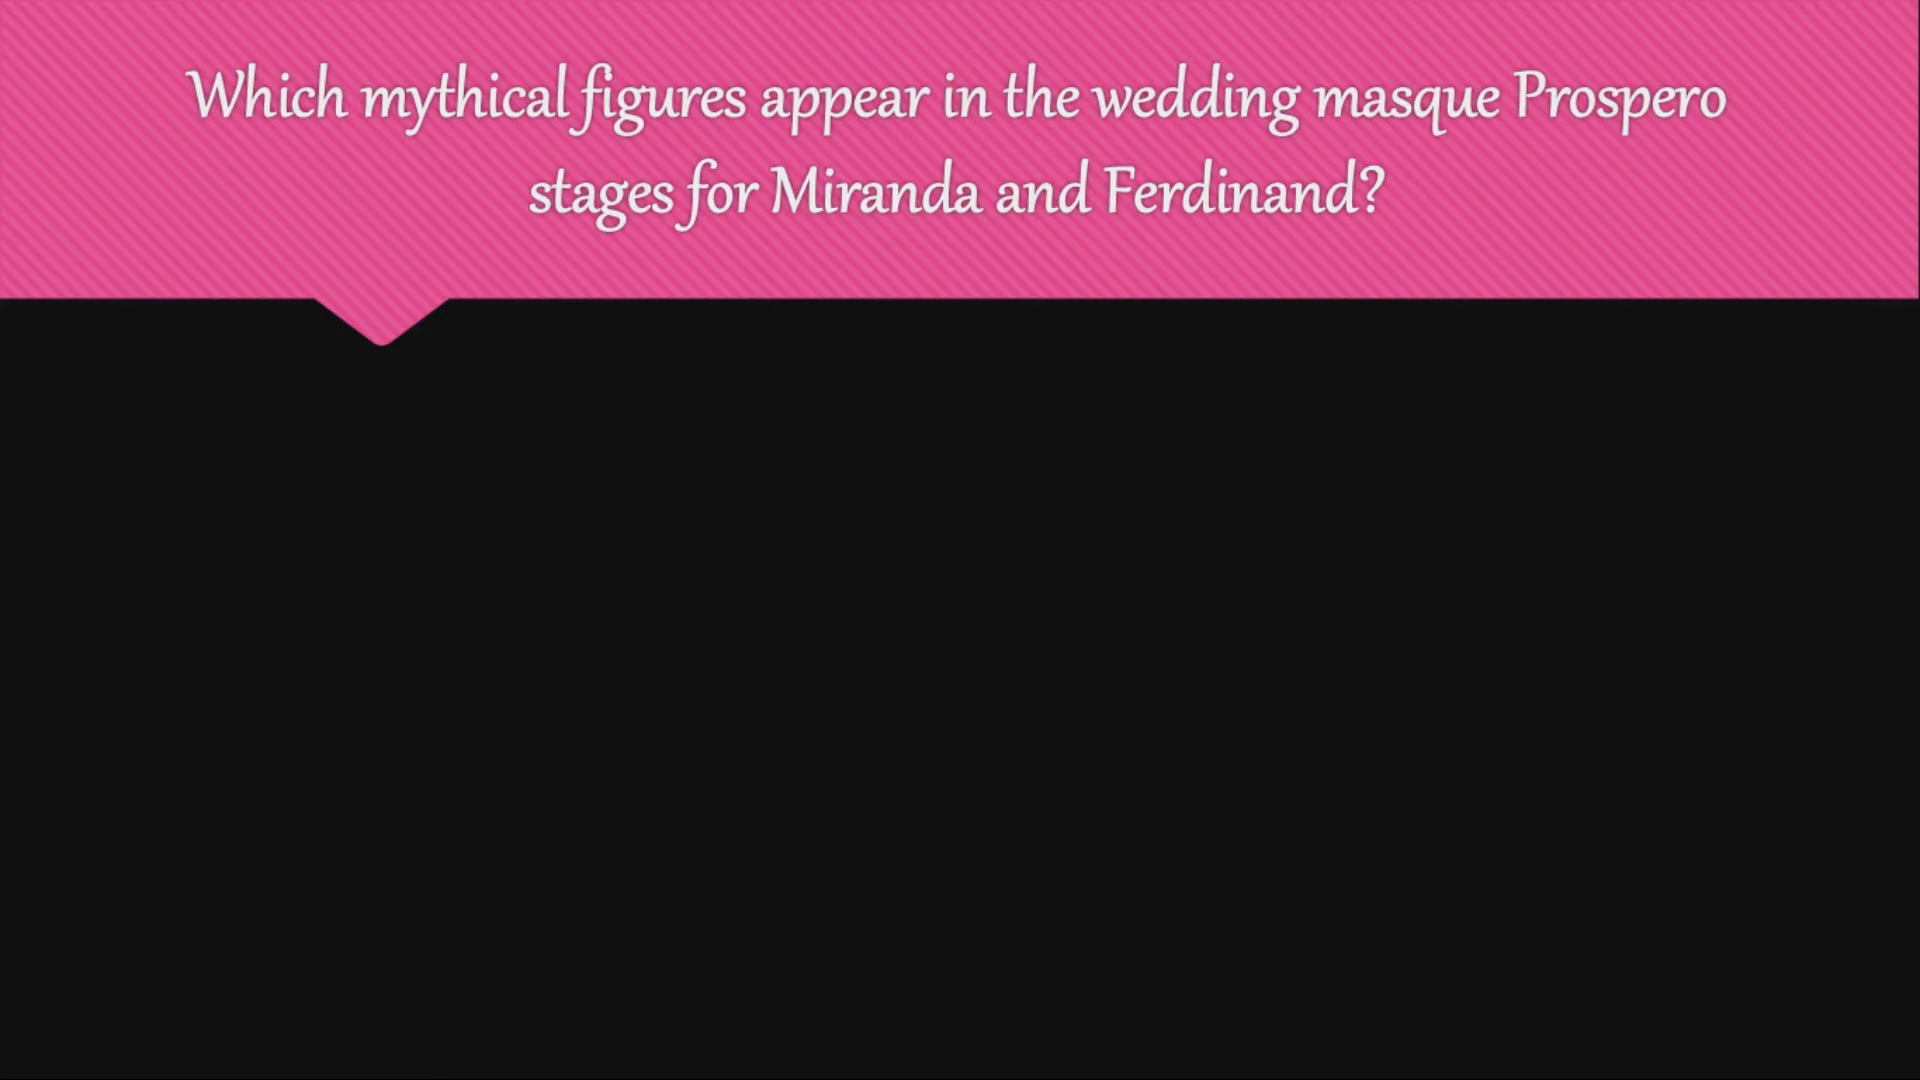 Which mythical figures appear in the wedding masque Prospero
stages for Miranda and Ferdinand?